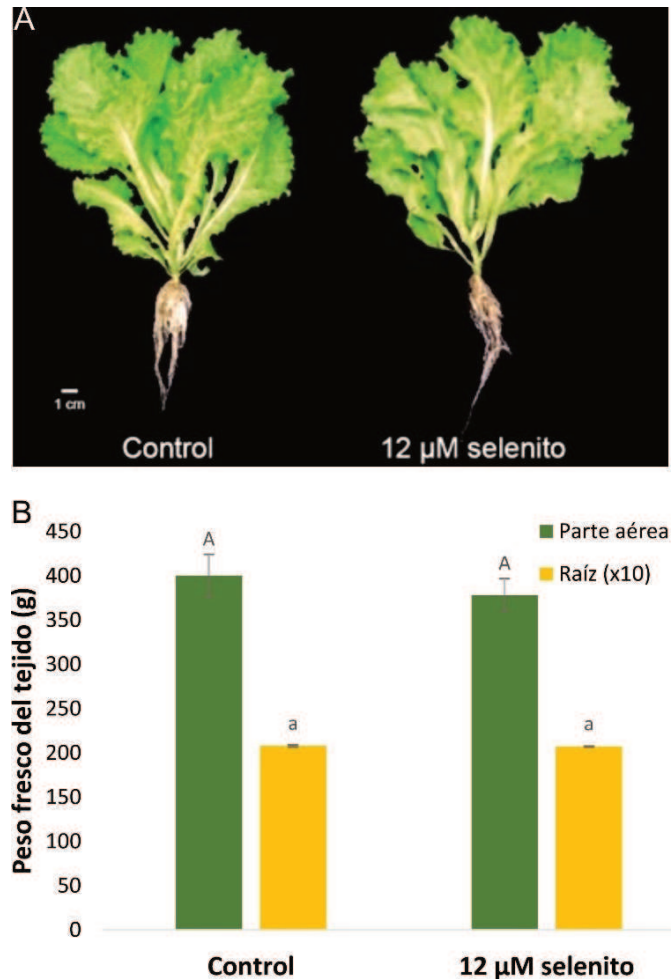 A
1 cm
Control
12 µM selenito
B
Peso fresco del tejido (g)
450
400
350
300
250
200
150
100
50
0
A
a
A
a
Parte aérea
Raíz (x10)
Control
12 µM selenito